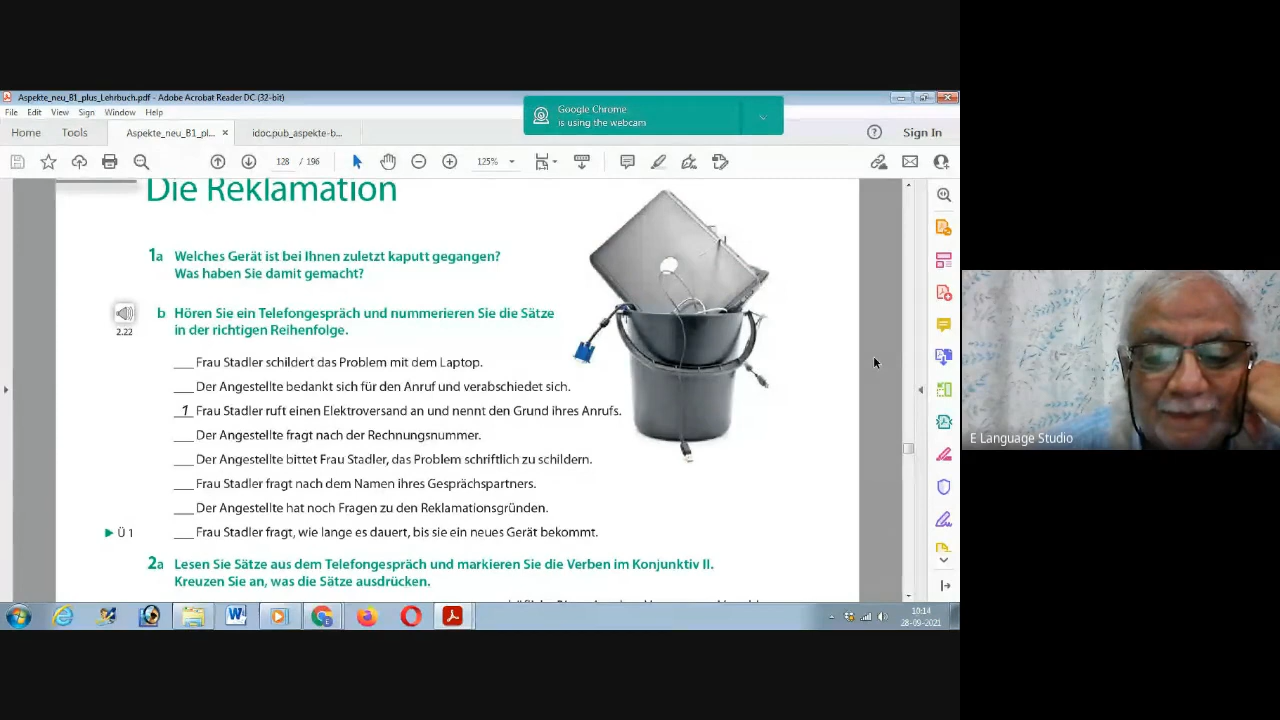 Aspekte_neu_B1_plus_Lehrbuch.pdf - Adobe Acrobat Reader DC (32-bit)
File Edit View Sign Window Help
Google Chrome
is using the webcam
Home Tools Aspekte_neu_B1_pl... × idoc.pub_aspekte-b... Sign In
128 / 196 125%
Die Reklamation
1a Welches Gerät ist bei Ihnen zuletzt kaputt gegangen?
Was haben Sie damit gemacht?
b Hören Sie ein Telefongespräch und nummerieren Sie die Sätze
2.22 in der richtigen Reihenfolge.
___ Frau Stadler schildert das Problem mit dem Laptop.
___ Der Angestellte bedankt sich für den Anruf und verabschiedet sich.
1 Frau Stadler ruft einen Elektroversand an und nennt den Grund ihres Anrufs.
___ Der Angestellte fragt nach der Rechnungsnummer.
___ Der Angestellte bittet Frau Stadler, das Problem schriftlich zu schildern.
___ Frau Stadler fragt nach dem Namen ihres Gesprächspartners.
___ Der Angestellte hat noch Fragen zu den Reklamationsgründen.
▶ Ü 1 ___ Frau Stadler fragt, wie lange es dauert, bis sie ein neues Gerät bekommt.
2a Lesen Sie Sätze aus dem Telefongespräch und markieren Sie die Verben im Konjunktiv II.
Kreuzen Sie an, was die Sätze ausdrücken.
10:14
28-09-2021
E Language Studio